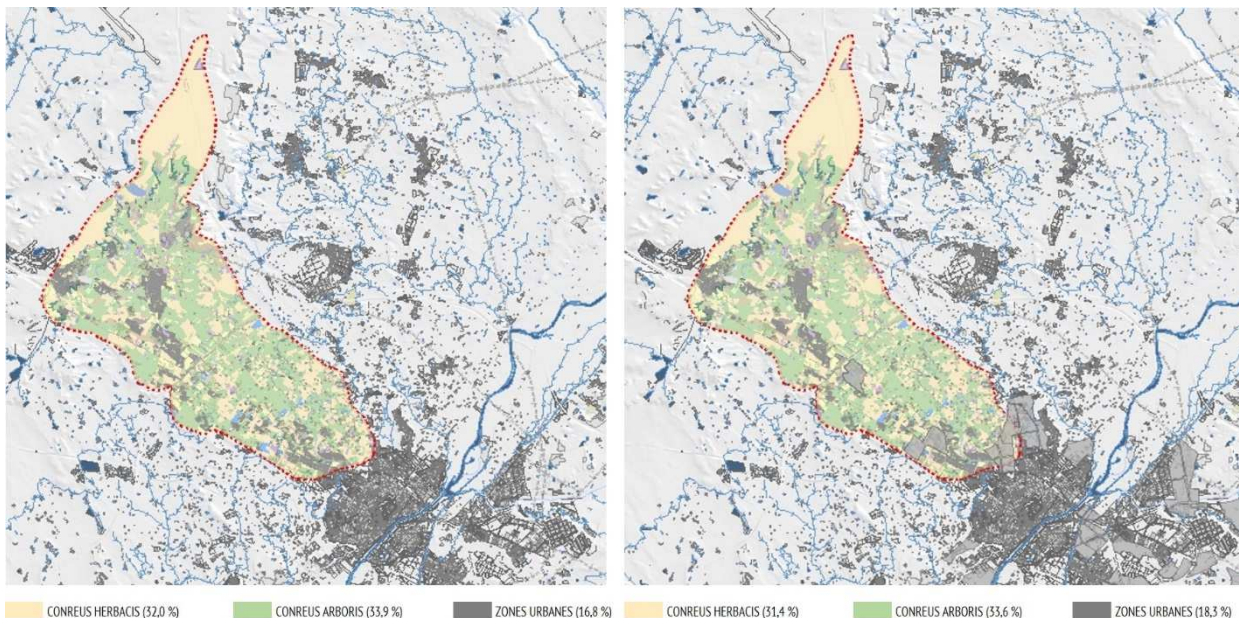 CONREUS HERBACIS (32,0 %) CONREUS ARBORIS (33,9 %) ZONES URBANES (16,8 %) CONREUS HERBACIS (31,4 %) CONREUS ARBORIS (33,6 %) ZONES URBANES (18,3 %)